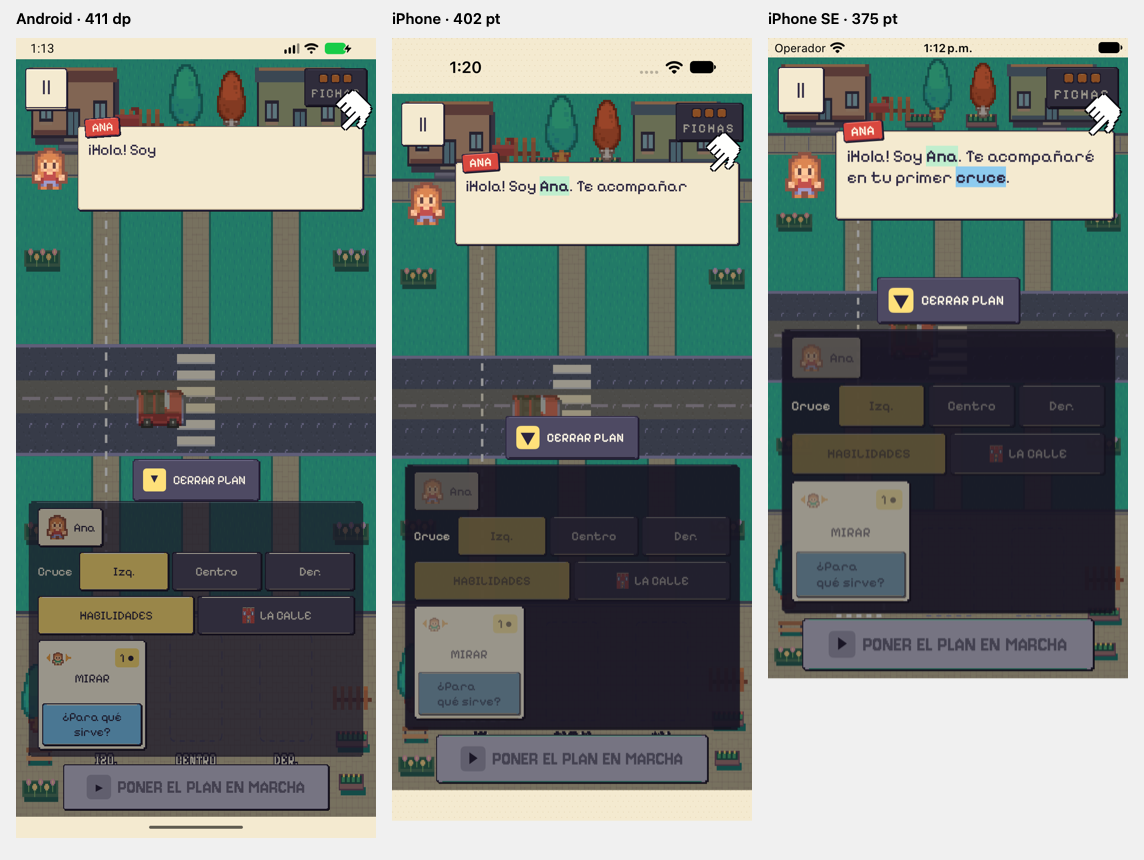 Android · 411 dp
1:13
FICHAS
ANA
¡Hola! Soy
CERRAR PLAN
Ana
Cruce
Izq.
Centro
Der.
HABILIDADES
LA CALLE
1
MIRAR
¿Para qué
sirve?
IZQ.
CENTRO
DER.
PONER EL PLAN EN MARCHA
iPhone · 402 pt
1:20
FICHAS
ANA
¡Hola! Soy Ana. Te acompañar
CERRAR PLAN
Ana
Cruce
Izq.
Centro
Der.
HABILIDADES
LA CALLE
1
MIRAR
¿Para
qué sirve?
PONER EL PLAN EN MARCHA
iPhone SE · 375 pt
Operador
1:12 p.m.
FICHAS
ANA
¡Hola! Soy Ana. Te acompañaré
en tu primer cruce.
CERRAR PLAN
Ana
Cruce
Izq.
Centro
Der.
HABILIDADES
LA CALLE
1
MIRAR
¿Para
qué sirve?
PONER EL PLAN EN MARCHA